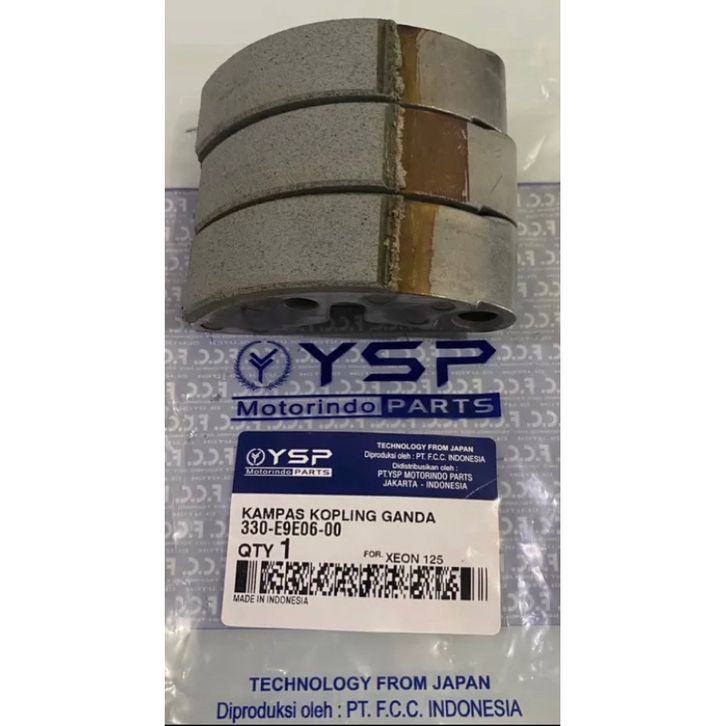 YSP
Motorindo PARTS
YSP
Motorindo PARTS
TECHNOLOGY FROM JAPAN
Diproduksi oleh : PT. F.C.C. INDONESIA
Didistribusikan oleh :
PT.YSP MOTORINDO PARTS
JAKARTA - INDONESIA
KAMPAS KOPLING GANDA
330-E9E06-00
QTY 1
FOR. XEON 125
MADE IN INDONESIA
TECHNOLOGY FROM JAPAN
Diproduksi oleh : PT. F.C.C. INDONESIA